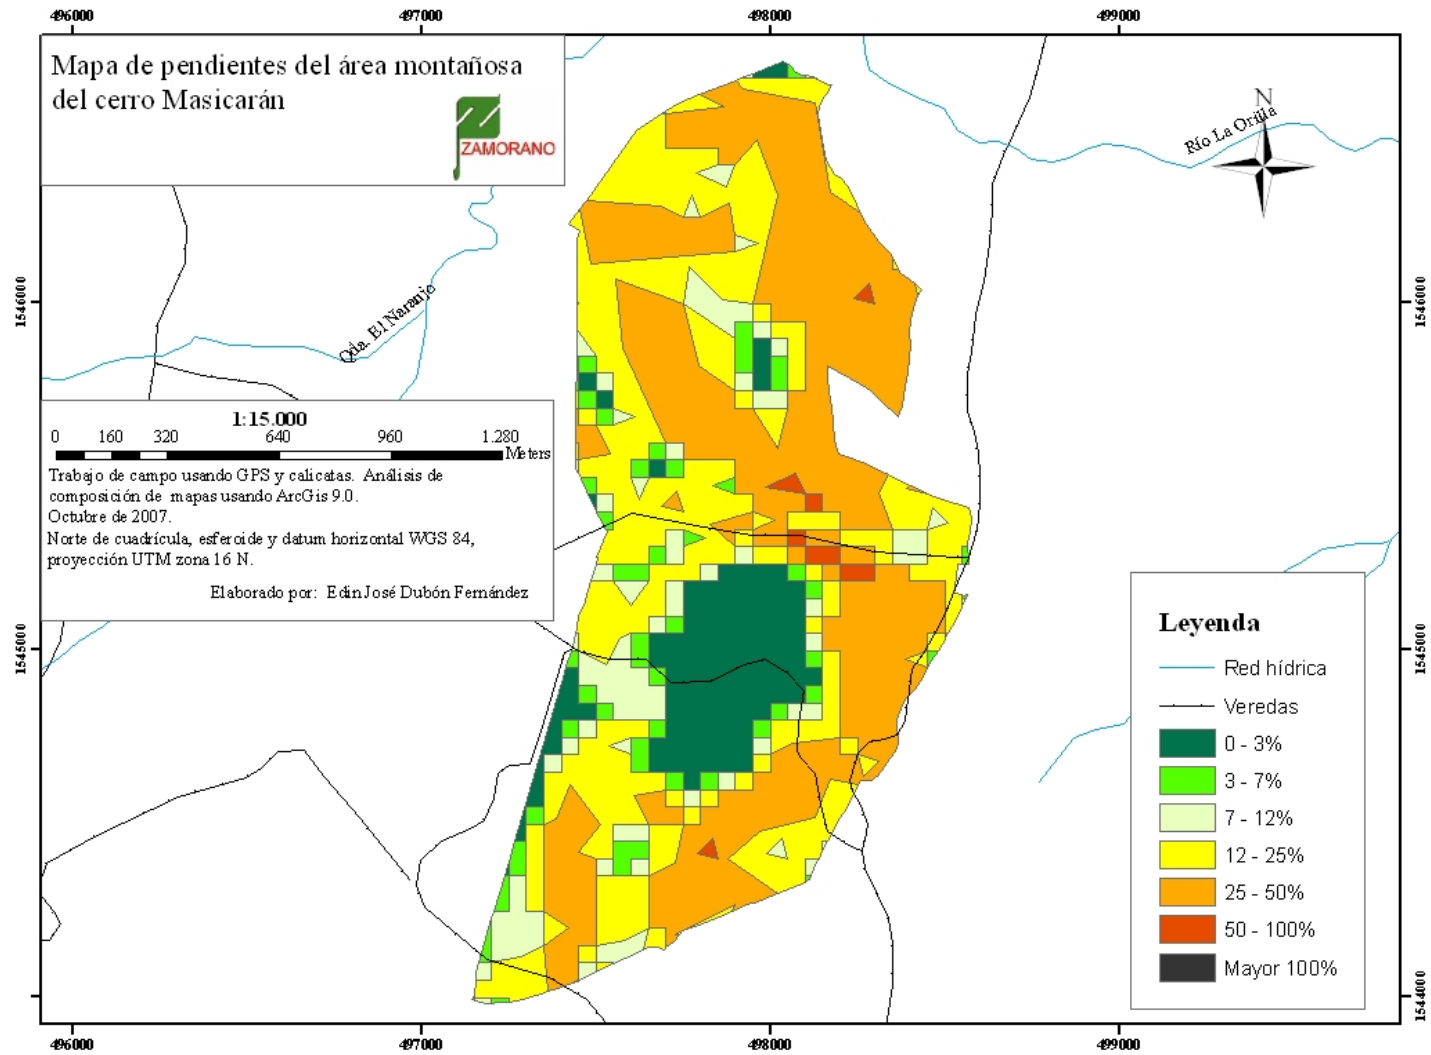 496000
497000
498000
499000
Mapa de pendientes del área montañosa
del cerro Masicarán
ZAMORANO
N
Río La Orilla
1546000
1546000
Qda. El Naranjo
1:15.000
0 160 320 640 960 1.280
Meters
Trabajo de campo usando GPS y calicatas. Análisis de
composición de mapas usando ArcGis 9.0.
Octubre de 2007.
Norte de cuadrícula, esferoide y datum horizontal WGS 84,
proyección UTM zona 16 N.
Elaborado por: Edin José Dubón Fernández
1545000
1545000
Leyenda
Red hídrica
Veredas
0 - 3%
3 - 7%
7 - 12%
12 - 25%
25 - 50%
50 - 100%
Mayor 100%
1544000
1544000
496000
497000
498000
499000